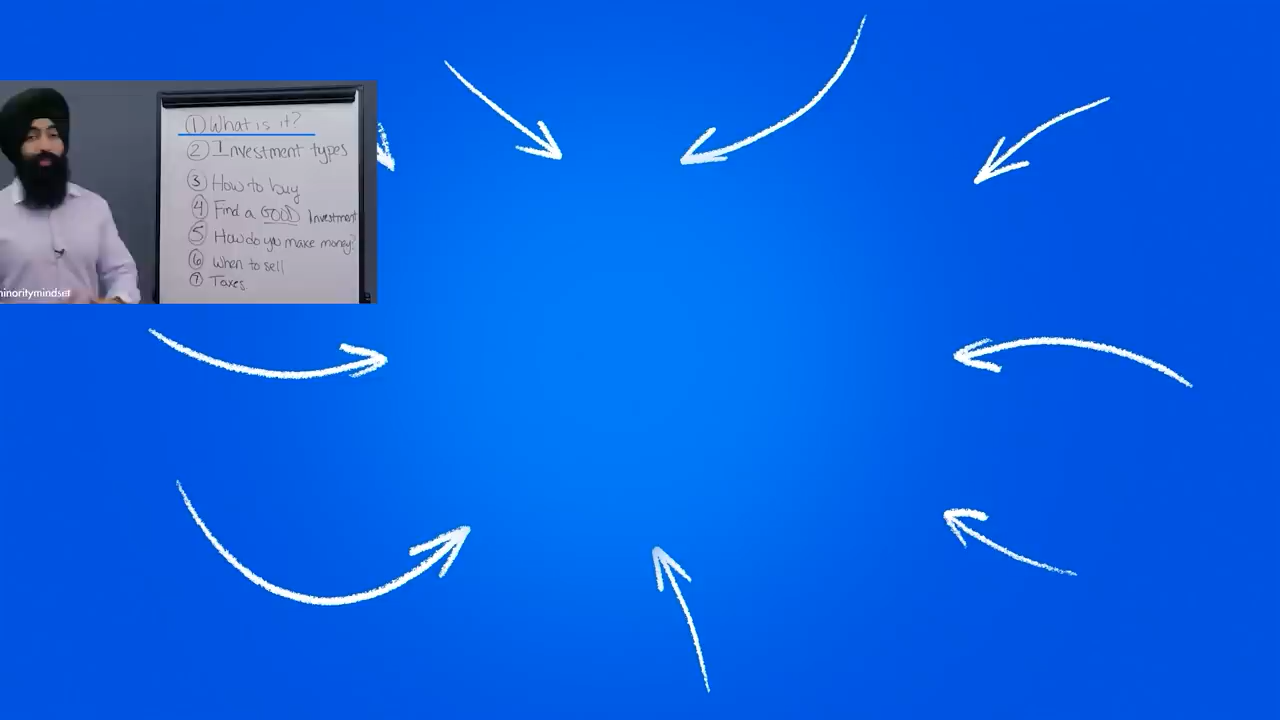 ① What is it?
② Investment types
③ How to buy
④ Find a GOOD Investment
⑤ How do you make money?
⑥ When to sell
⑦ Taxes
minoritymindset